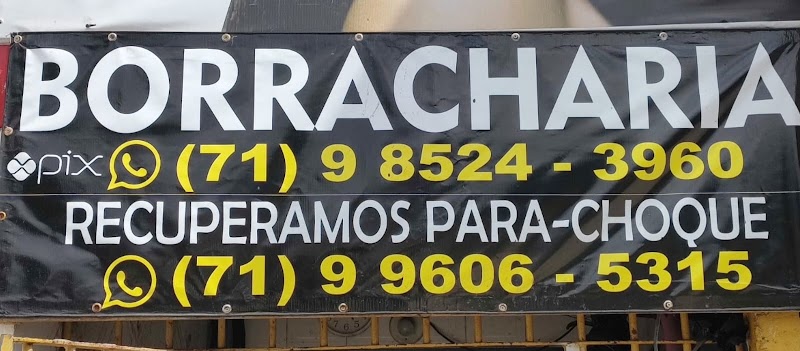 BORRACHARIA
pix (71) 9 8524 - 3960
RECUPERAMOS PARA-CHOQUE
(71) 9 9606 - 5315